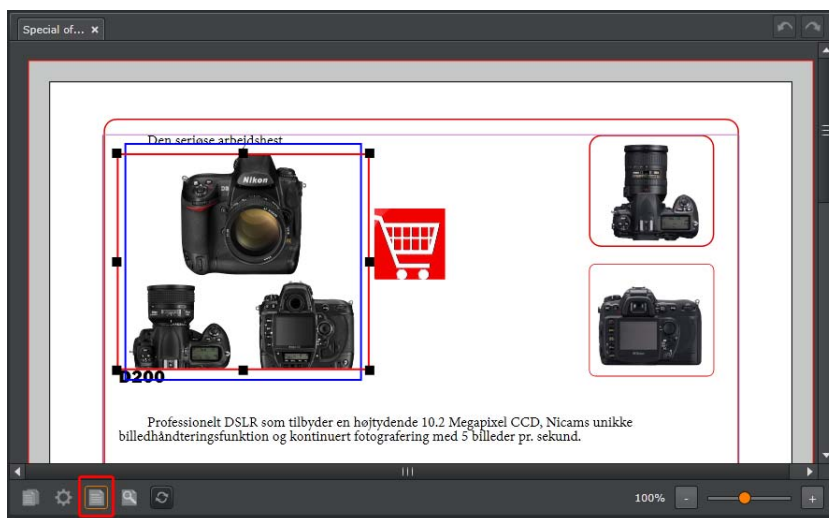 Special of... ×
Den seriøse arbejdshest
Nikon
D200
Professionelt DSLR som tilbyder en højtydende 10.2 Megapixel CCD, Nicams unikke
billedhåndteringsfunktion og kontinuert fotografering med 5 billeder pr. sekund.
100% - +